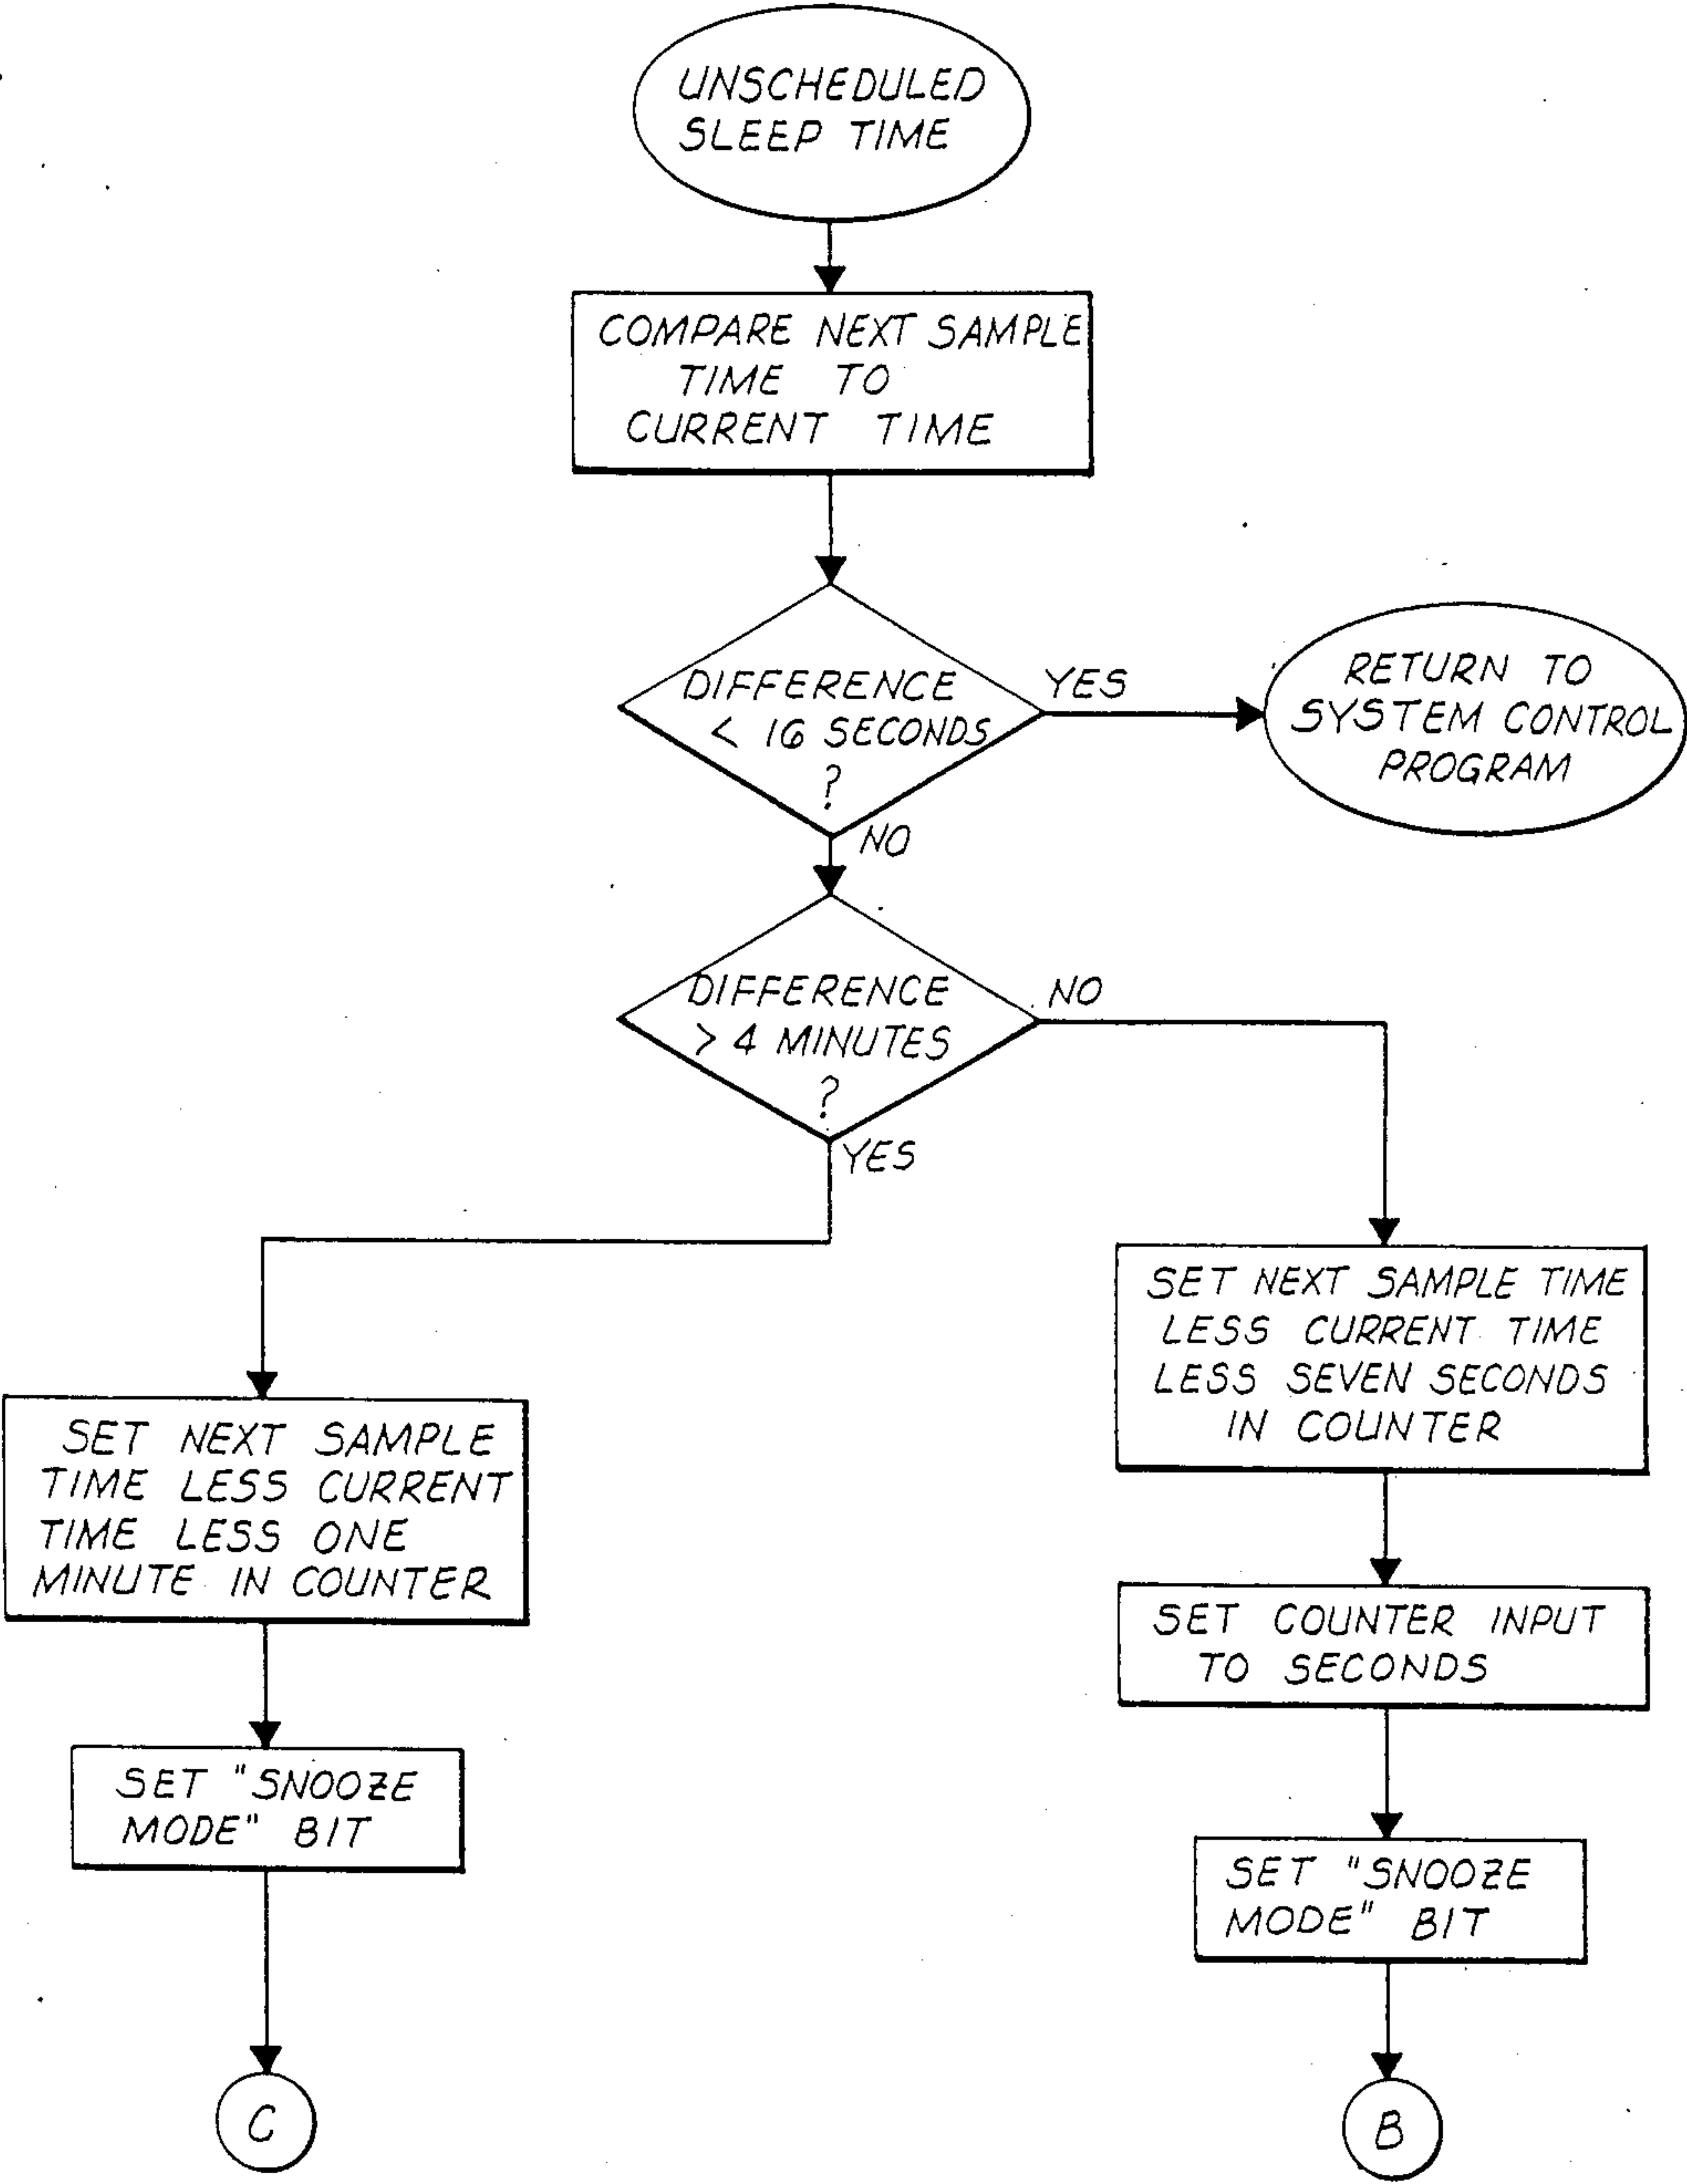 UNSCHEDULED
SLEEP TIME
COMPARE NEXT SAMPLE
TIME TO
CURRENT TIME
DIFFERENCE
< 16 SECONDS
?
YES
RETURN TO
SYSTEM CONTROL
PROGRAM
NO
DIFFERENCE
> 4 MINUTES
?
NO
YES
SET NEXT SAMPLE TIME
LESS CURRENT TIME
LESS SEVEN SECONDS
IN COUNTER
SET NEXT SAMPLE
TIME LESS CURRENT
TIME LESS ONE
MINUTE IN COUNTER
SET COUNTER INPUT
TO SECONDS
SET "SNOOZE
MODE" BIT
SET "SNOOZE
MODE" BIT
C
B